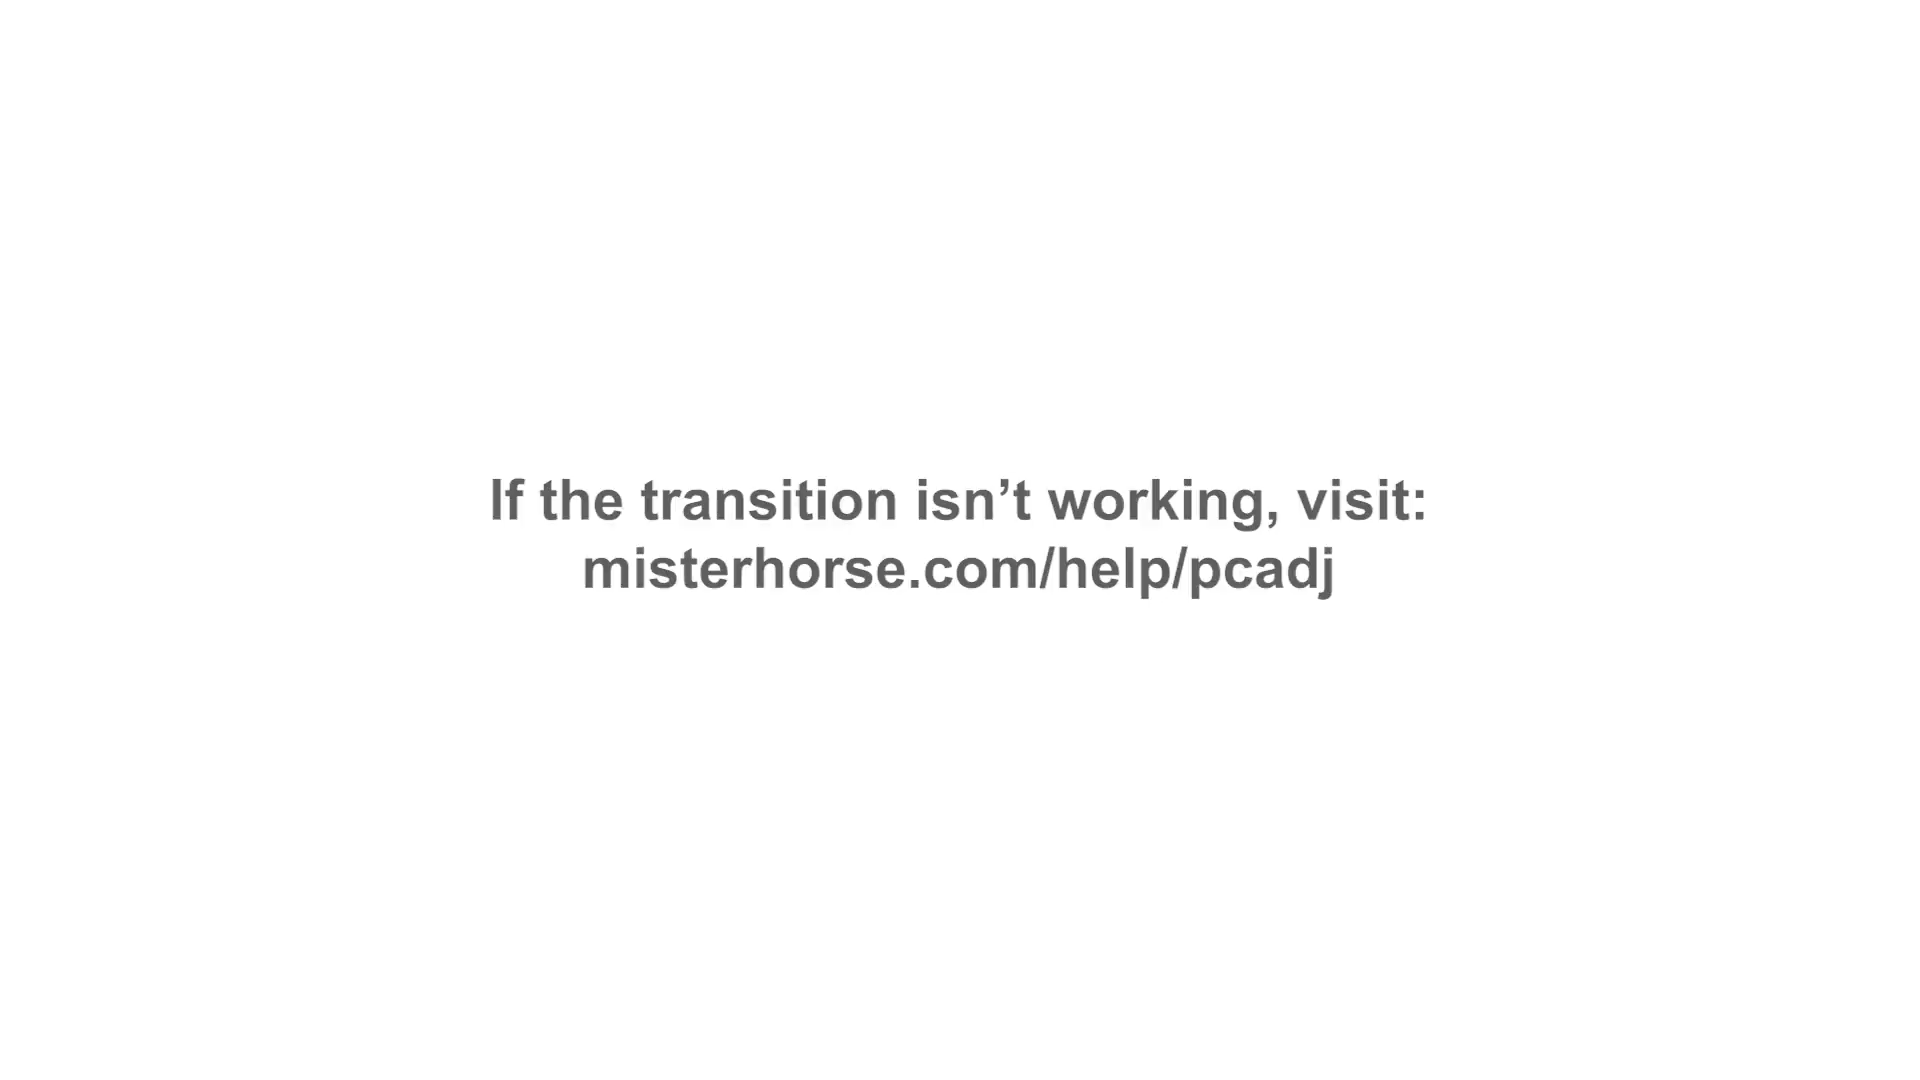 If the transition isn’t working, visit:
misterhorse.com/help/pcadj